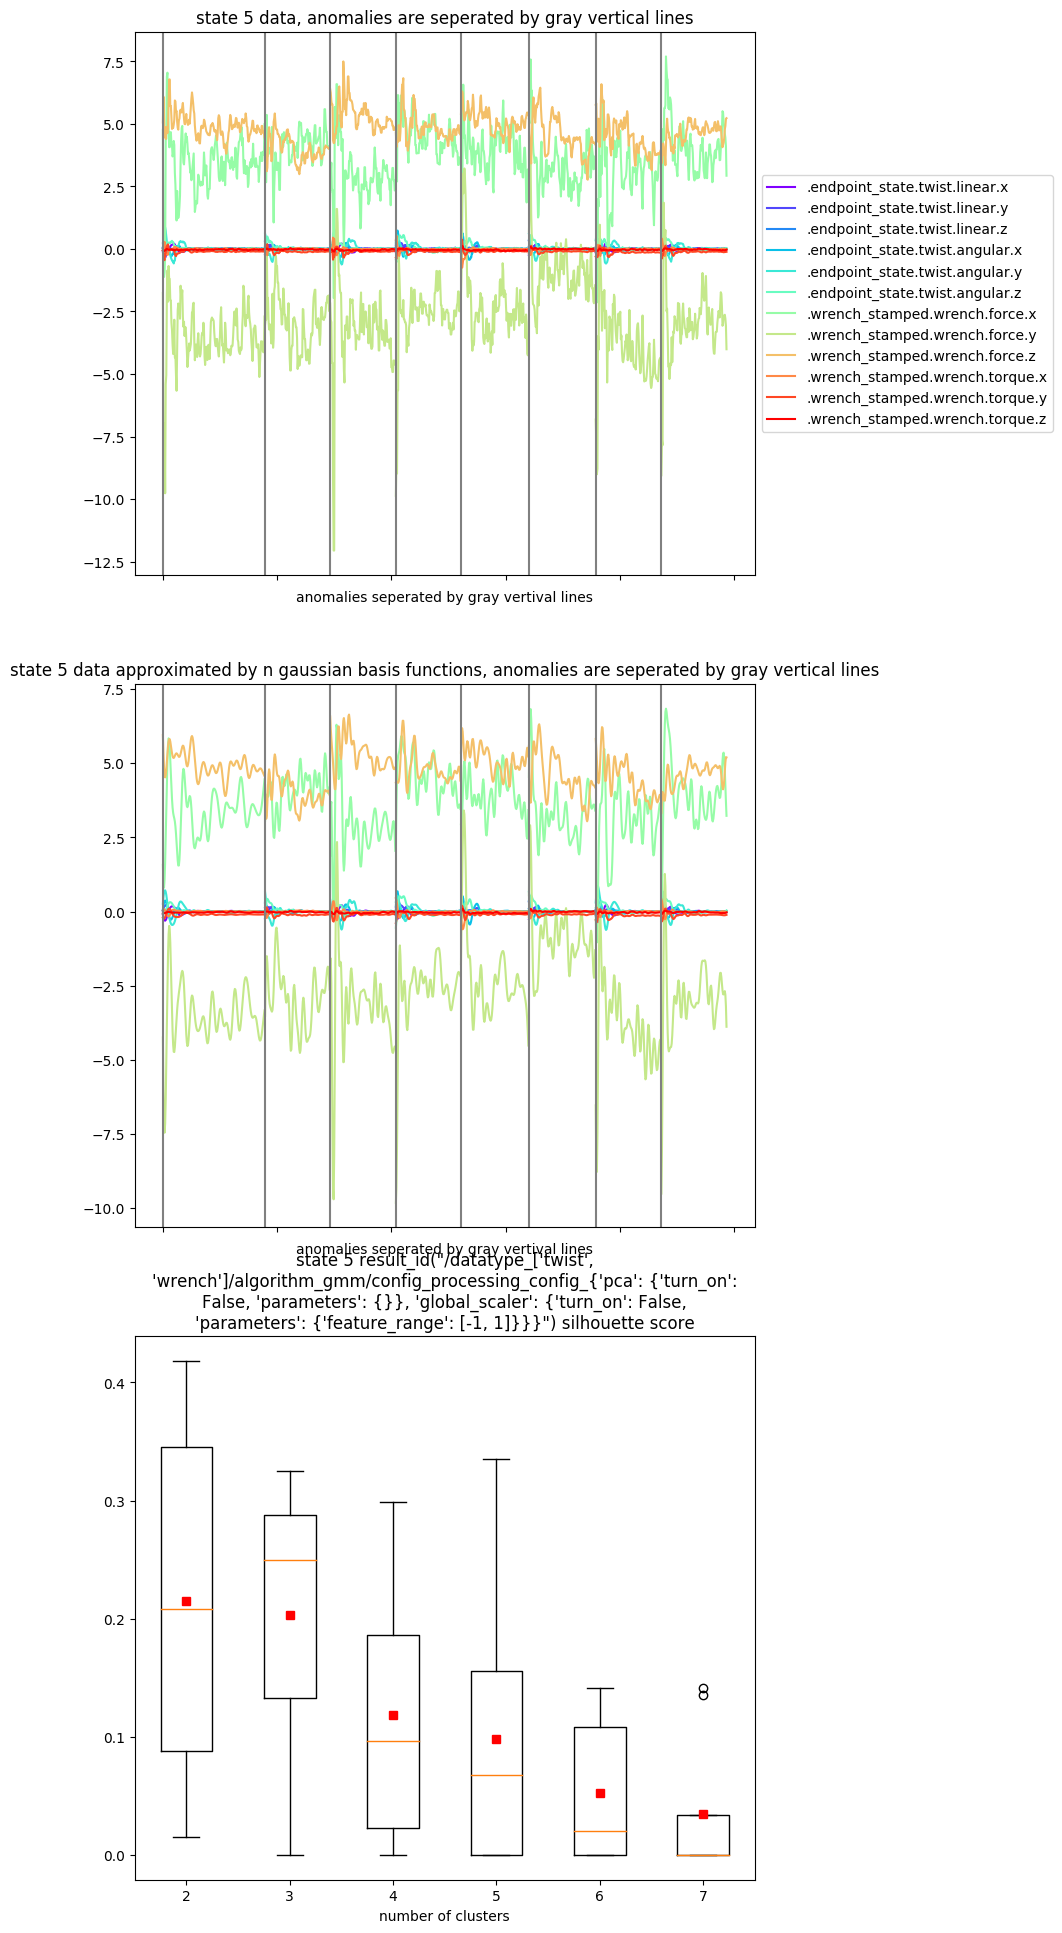 state 5 data, anomalies are seperated by gray vertical lines
7.5
5.0
2.5
0.0
−2.5
−5.0
−7.5
−10.0
−12.5
anomalies seperated by gray vertival lines
.endpoint_state.twist.linear.x
.endpoint_state.twist.linear.y
.endpoint_state.twist.linear.z
.endpoint_state.twist.angular.x
.endpoint_state.twist.angular.y
.endpoint_state.twist.angular.z
.wrench_stamped.wrench.force.x
.wrench_stamped.wrench.force.y
.wrench_stamped.wrench.force.z
.wrench_stamped.wrench.torque.x
.wrench_stamped.wrench.torque.y
.wrench_stamped.wrench.torque.z
state 5 data approximated by n gaussian basis functions, anomalies are seperated by gray vertical lines
7.5
5.0
2.5
0.0
−2.5
−5.0
−7.5
−10.0
anomalies seperated by gray vertival lines
state 5 result_id("/datatype_['twist',
'wrench']/algorithm_gmm/config_processing_config_{'pca': {'turn_on':
False, 'parameters': {}}, 'global_scaler': {'turn_on': False,
'parameters': {'feature_range': [-1, 1]}}}") silhouette score
0.4
0.3
0.2
0.1
0.0
2 3 4 5 6 7
number of clusters